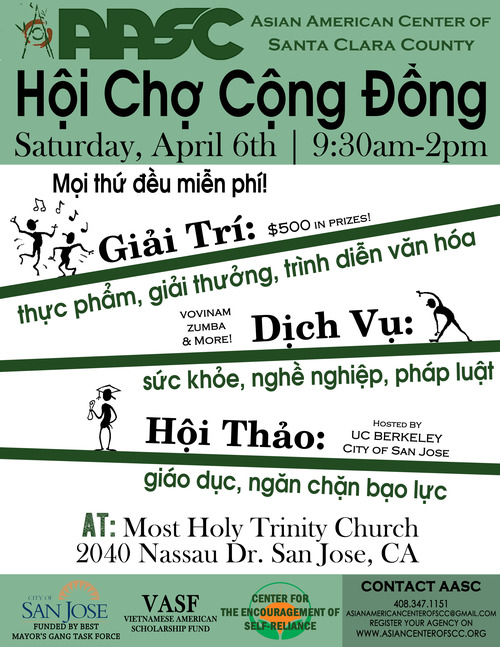 AASC
ASIAN AMERICAN CENTER OF
SANTA CLARA COUNTY
Hội Chợ Cộng Đồng
Saturday, April 6th | 9:30am-2pm
Mọi thứ đều miễn phí!
Giải Trí: $500 IN PRIZES!
thực phẩm, giải thưởng, trình diễn văn hóa
VOVINAM
ZUMBA
& MORE!
Dịch Vụ:
sức khỏe, nghề nghiệp, pháp luật
Hội Thảo:
HOSTED BY
UC BERKELEY
CITY OF SAN JOSE
giáo dục, ngăn chặn bạo lực
AT: Most Holy Trinity Church
2040 Nassau Dr. San Jose, CA
CITY OF
SAN JOSE
FUNDED BY BEST
MAYOR'S GANG TASK FORCE
VASF
VIETNAMESE AMERICAN
SCHOLARSHIP FUND
CENTER FOR
THE ENCOURAGEMENT OF
SELF-RELIANCE
CONTACT AASC
408.347.1151
ASIANAMERICANCENTEROFSCC@GMAIL.COM
REGISTER YOUR AGENCY ON
WWW.ASIANCENTEROFSCC.ORG